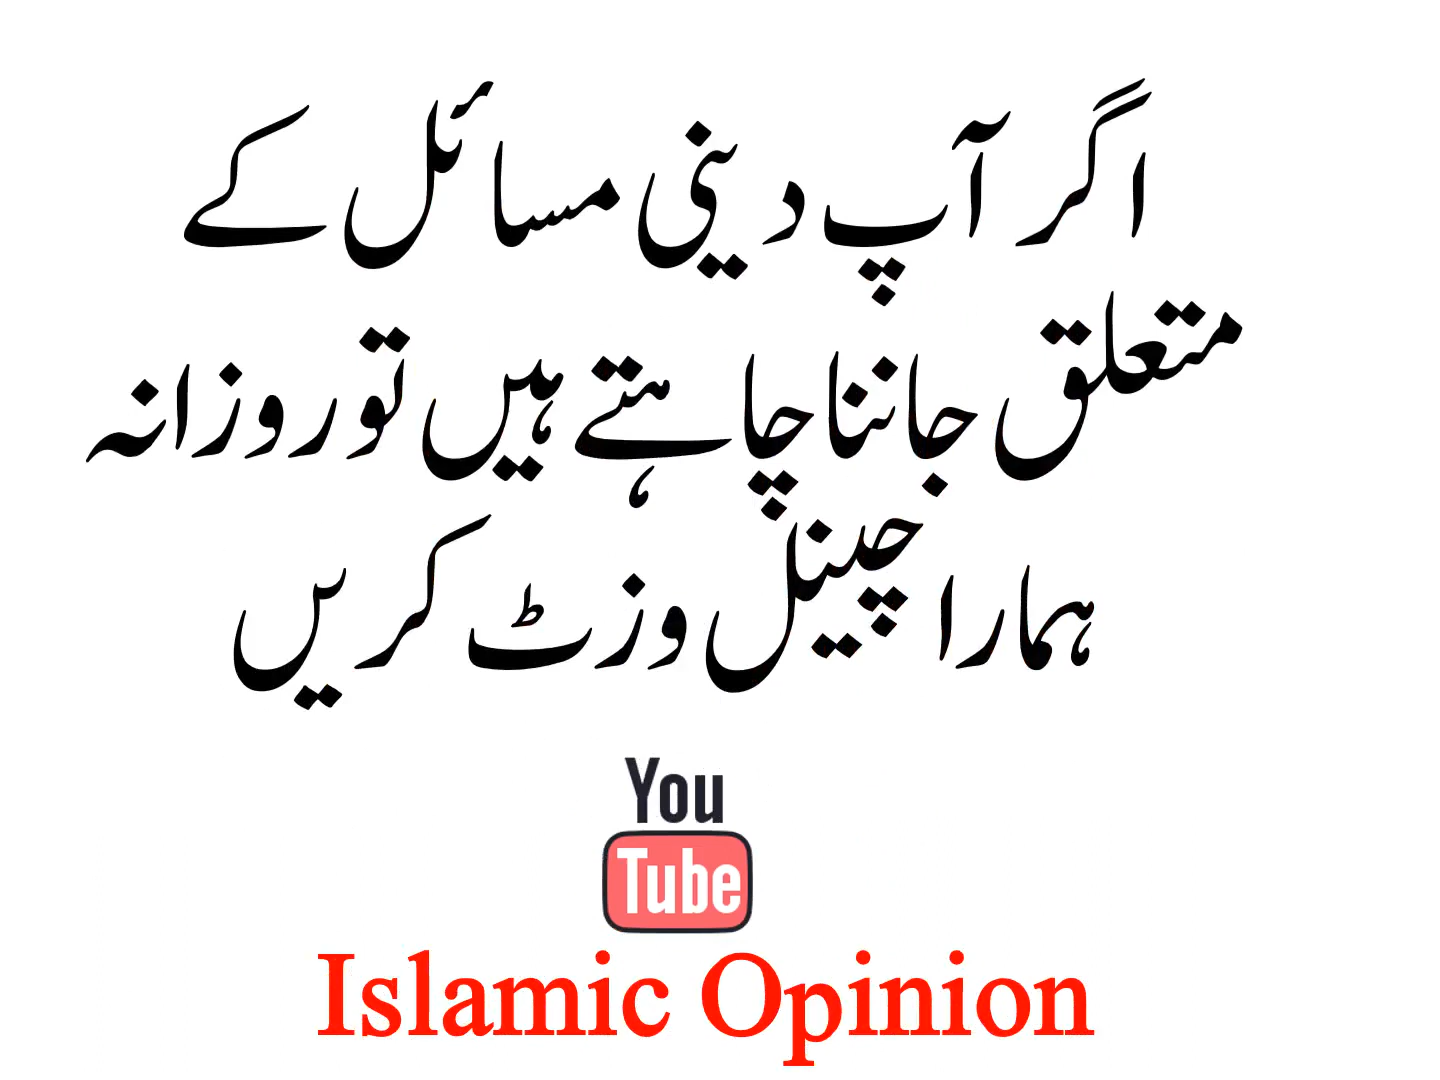 اگر آپ دینی مسائل کے
متعلق جاننا چاہتے ہیں تو روزانہ
ہمارا چینل وزٹ کریں
You
Tube
Islamic Opinion